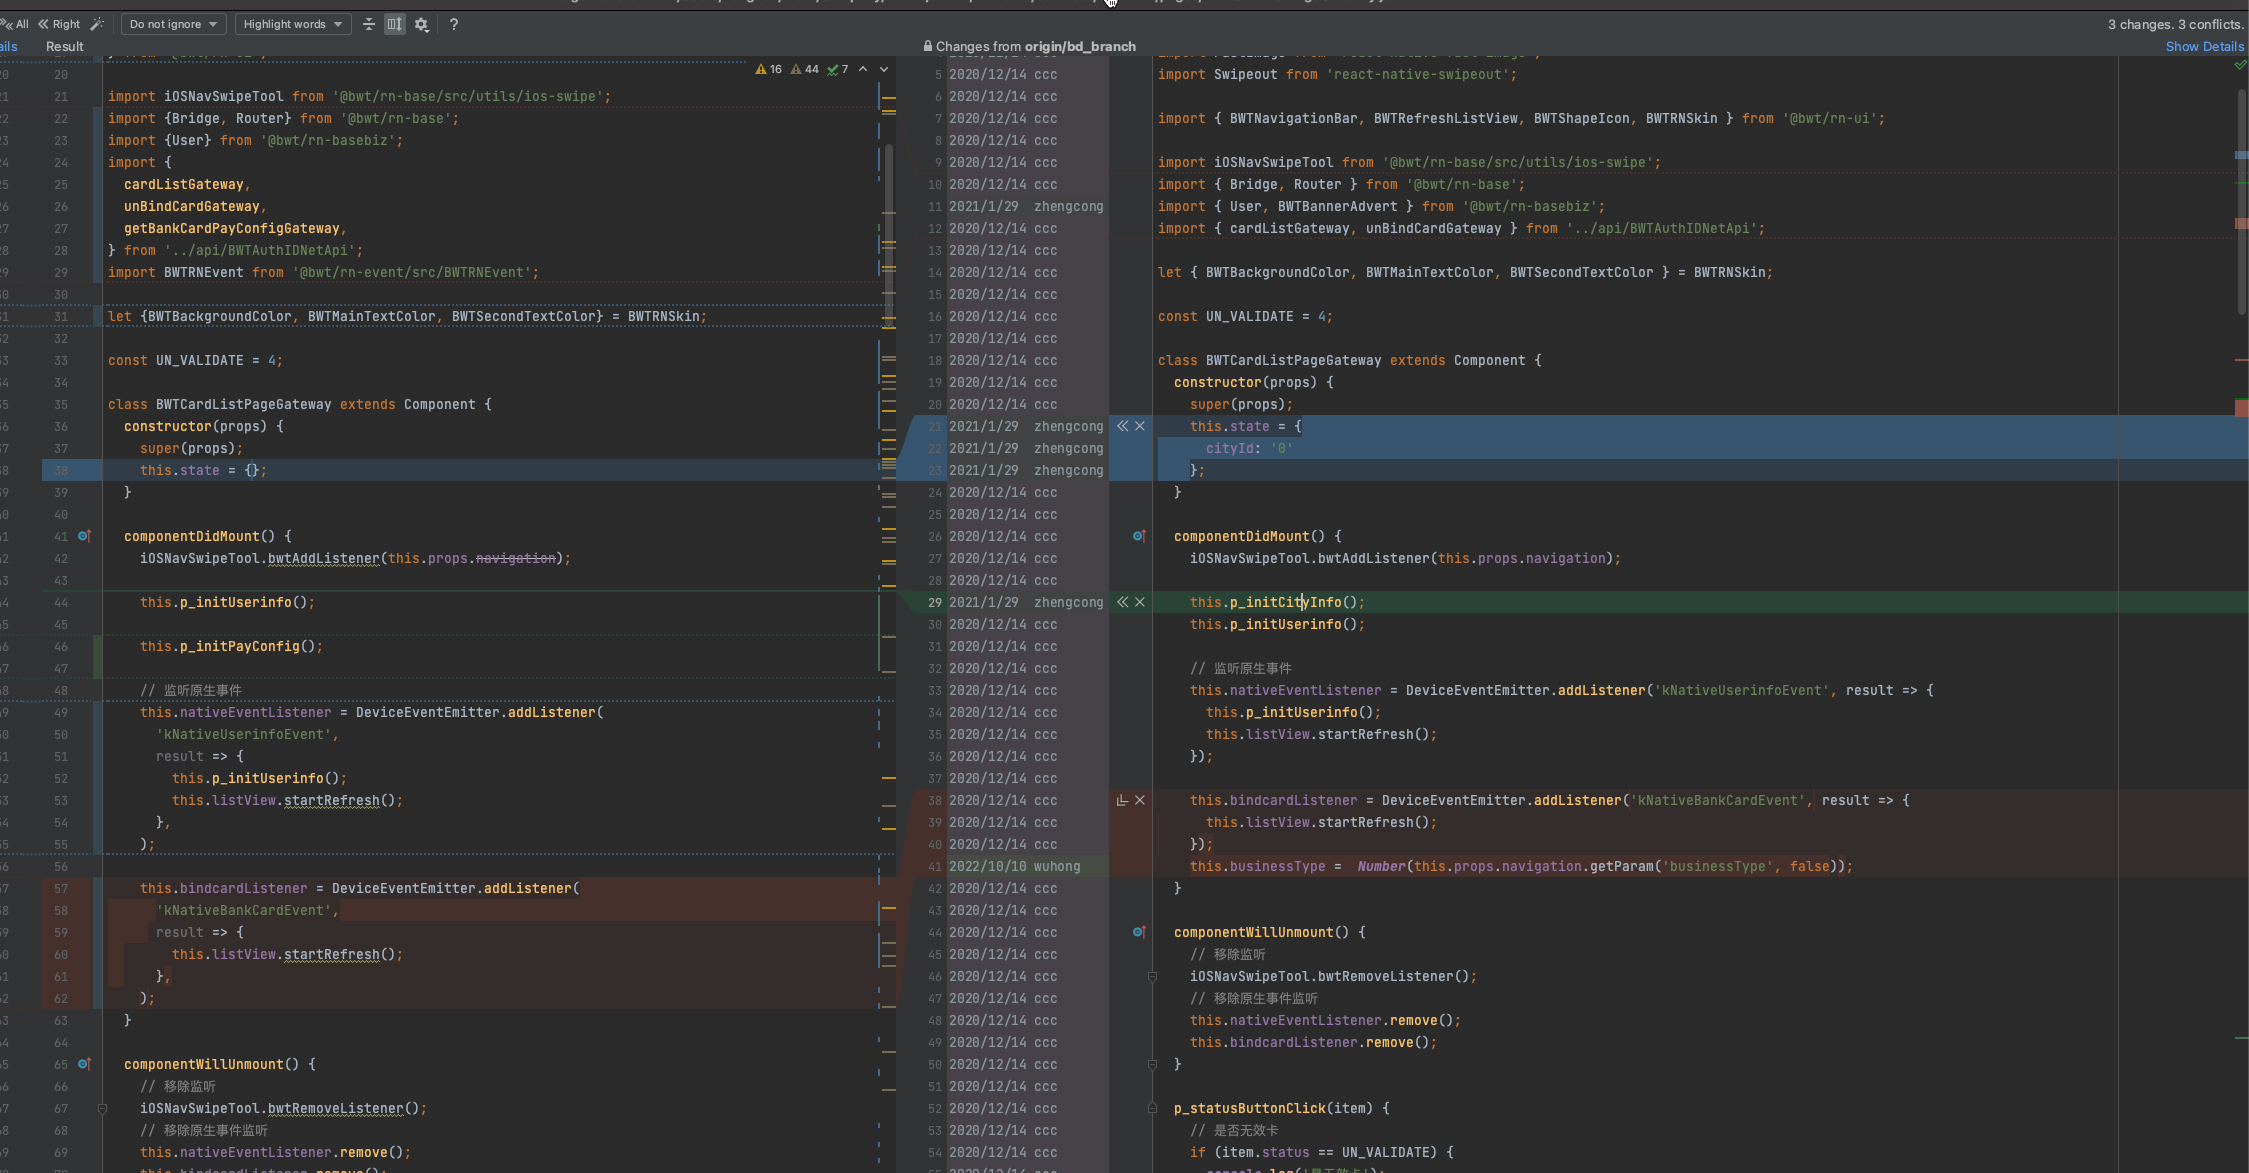 All Right Do not ignore Highlight words ? 3 changes. 3 conflicts.
ails Result Changes from origin/bd_branch Show Details
16 44 7
20
21 import iOSNavSwipeTool from '@bwt/rn-base/src/utils/ios-swipe';
22 import {Bridge, Router} from '@bwt/rn-base';
23 import {User} from '@bwt/rn-basebiz';
24 import {
25 cardListGateway,
26 unBindCardGateway,
27 getBankCardPayConfigGateway,
28 } from '../api/BWTAuthIDNetApi';
29 import BWTRNEvent from '@bwt/rn-event/src/BWTRNEvent';
30
31 let {BWTBackgroundColor, BWTMainTextColor, BWTSecondTextColor} = BWTRNSkin;
32
33 const UN_VALIDATE = 4;
34
35 class BWTCardListPageGateway extends Component {
36 constructor(props) {
37 super(props);
38 this.state = {};
39 }
40
41 componentDidMount() {
42 iOSNavSwipeTool.bwtAddListener(this.props.navigation);
43
44 this.p_initUserinfo();
45
46 this.p_initPayConfig();
47
48 // 监听原生事件
49 this.nativeEventListener = DeviceEventEmitter.addListener(
50 'kNativeUserinfoEvent',
51 result => {
52 this.p_initUserinfo();
53 this.listView.startRefresh();
54 },
55 );
56
57 this.bindcardListener = DeviceEventEmitter.addListener(
58 'kNativeBankCardEvent',
59 result => {
60 this.listView.startRefresh();
61 },
62 );
63 }
64
65 componentWillUnmount() {
66 // 移除监听
67 iOSNavSwipeTool.bwtRemoveListener();
68 // 移除原生事件监听
69 this.nativeEventListener.remove();
5 2020/12/14 ccc import Swipeout from 'react-native-swipeout';
6 2020/12/14 ccc
7 2020/12/14 ccc import { BWTNavigationBar, BWTRefreshListView, BWTShapeIcon, BWTRNSkin } from '@bwt/rn-ui';
8 2020/12/14 ccc
9 2020/12/14 ccc import iOSNavSwipeTool from '@bwt/rn-base/src/utils/ios-swipe';
10 2020/12/14 ccc import { Bridge, Router } from '@bwt/rn-base';
11 2021/1/29 zhengcong import { User, BWTBannerAdvert } from '@bwt/rn-basebiz';
12 2020/12/14 ccc import { cardListGateway, unBindCardGateway } from '../api/BWTAuthIDNetApi';
13 2020/12/14 ccc
14 2020/12/14 ccc let { BWTBackgroundColor, BWTMainTextColor, BWTSecondTextColor } = BWTRNSkin;
15 2020/12/14 ccc
16 2020/12/14 ccc const UN_VALIDATE = 4;
17 2020/12/14 ccc
18 2020/12/14 ccc class BWTCardListPageGateway extends Component {
19 2020/12/14 ccc constructor(props) {
20 2020/12/14 ccc super(props);
21 2021/1/29 zhengcong this.state = {
22 2021/1/29 zhengcong cityId: '0'
23 2021/1/29 zhengcong };
24 2020/12/14 ccc }
25 2020/12/14 ccc
26 2020/12/14 ccc componentDidMount() {
27 2020/12/14 ccc iOSNavSwipeTool.bwtAddListener(this.props.navigation);
28 2020/12/14 ccc
29 2021/1/29 zhengcong this.p_initCityInfo();
30 2020/12/14 ccc this.p_initUserinfo();
31 2020/12/14 ccc
32 2020/12/14 ccc // 监听原生事件
33 2020/12/14 ccc this.nativeEventListener = DeviceEventEmitter.addListener('kNativeUserinfoEvent', result => {
34 2020/12/14 ccc this.p_initUserinfo();
35 2020/12/14 ccc this.listView.startRefresh();
36 2020/12/14 ccc });
37 2020/12/14 ccc
38 2020/12/14 ccc this.bindcardListener = DeviceEventEmitter.addListener('kNativeBankCardEvent', result => {
39 2020/12/14 ccc this.listView.startRefresh();
40 2020/12/14 ccc });
41 2022/10/10 wuhong this.businessType = Number(this.props.navigation.getParam('businessType', false));
42 2020/12/14 ccc }
43 2020/12/14 ccc
44 2020/12/14 ccc componentWillUnmount() {
45 2020/12/14 ccc // 移除监听
46 2020/12/14 ccc iOSNavSwipeTool.bwtRemoveListener();
47 2020/12/14 ccc // 移除原生事件监听
48 2020/12/14 ccc this.nativeEventListener.remove();
49 2020/12/14 ccc this.bindcardListener.remove();
50 2020/12/14 ccc }
51 2020/12/14 ccc
52 2020/12/14 ccc p_statusButtonClick(item) {
53 2020/12/14 ccc // 是否无效卡
54 2020/12/14 ccc if (item.status == UN_VALIDATE) {